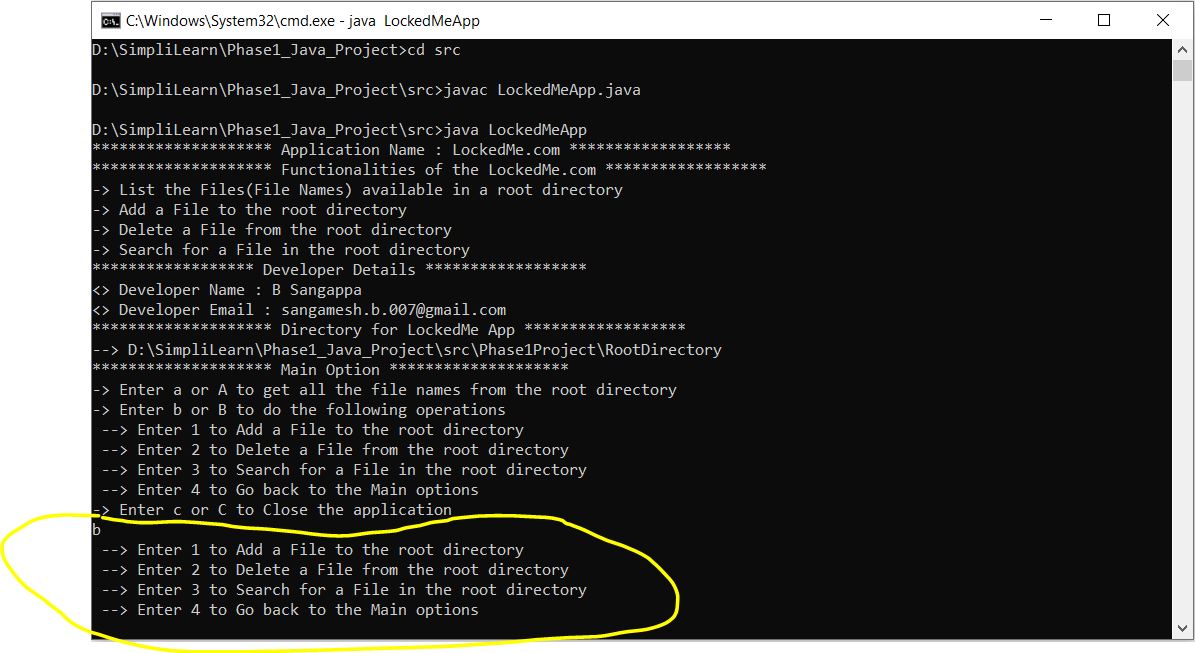 C:\Windows\System32\cmd.exe - java  LockedMeApp
D:\SimpliLearn\Phase1_Java_Project>cd src
D:\SimpliLearn\Phase1_Java_Project\src>javac LockedMeApp.java
D:\SimpliLearn\Phase1_Java_Project\src>java LockedMeApp
******************** Application Name : LockedMe.com ******************
******************** Functionalities of the LockedMe.com ******************
-> List the Files(File Names) available in a root directory
-> Add a File to the root directory
-> Delete a File from the root directory
-> Search for a File in the root directory
****************** Developer Details ******************
<> Developer Name : B Sangappa
<> Developer Email : sangamesh.b.007@gmail.com
******************** Directory for LockedMe App ******************
--> D:\SimpliLearn\Phase1_Java_Project\src\Phase1Project\RootDirectory
******************** Main Option ********************
-> Enter a or A to get all the file names from the root directory
-> Enter b or B to do the following operations
 --> Enter 1 to Add a File to the root directory
 --> Enter 2 to Delete a File from the root directory
 --> Enter 3 to Search for a File in the root directory
 --> Enter 4 to Go back to the Main options
-> Enter c or C to Close the application
b
 --> Enter 1 to Add a File to the root directory
 --> Enter 2 to Delete a File from the root directory
 --> Enter 3 to Search for a File in the root directory
 --> Enter 4 to Go back to the Main options